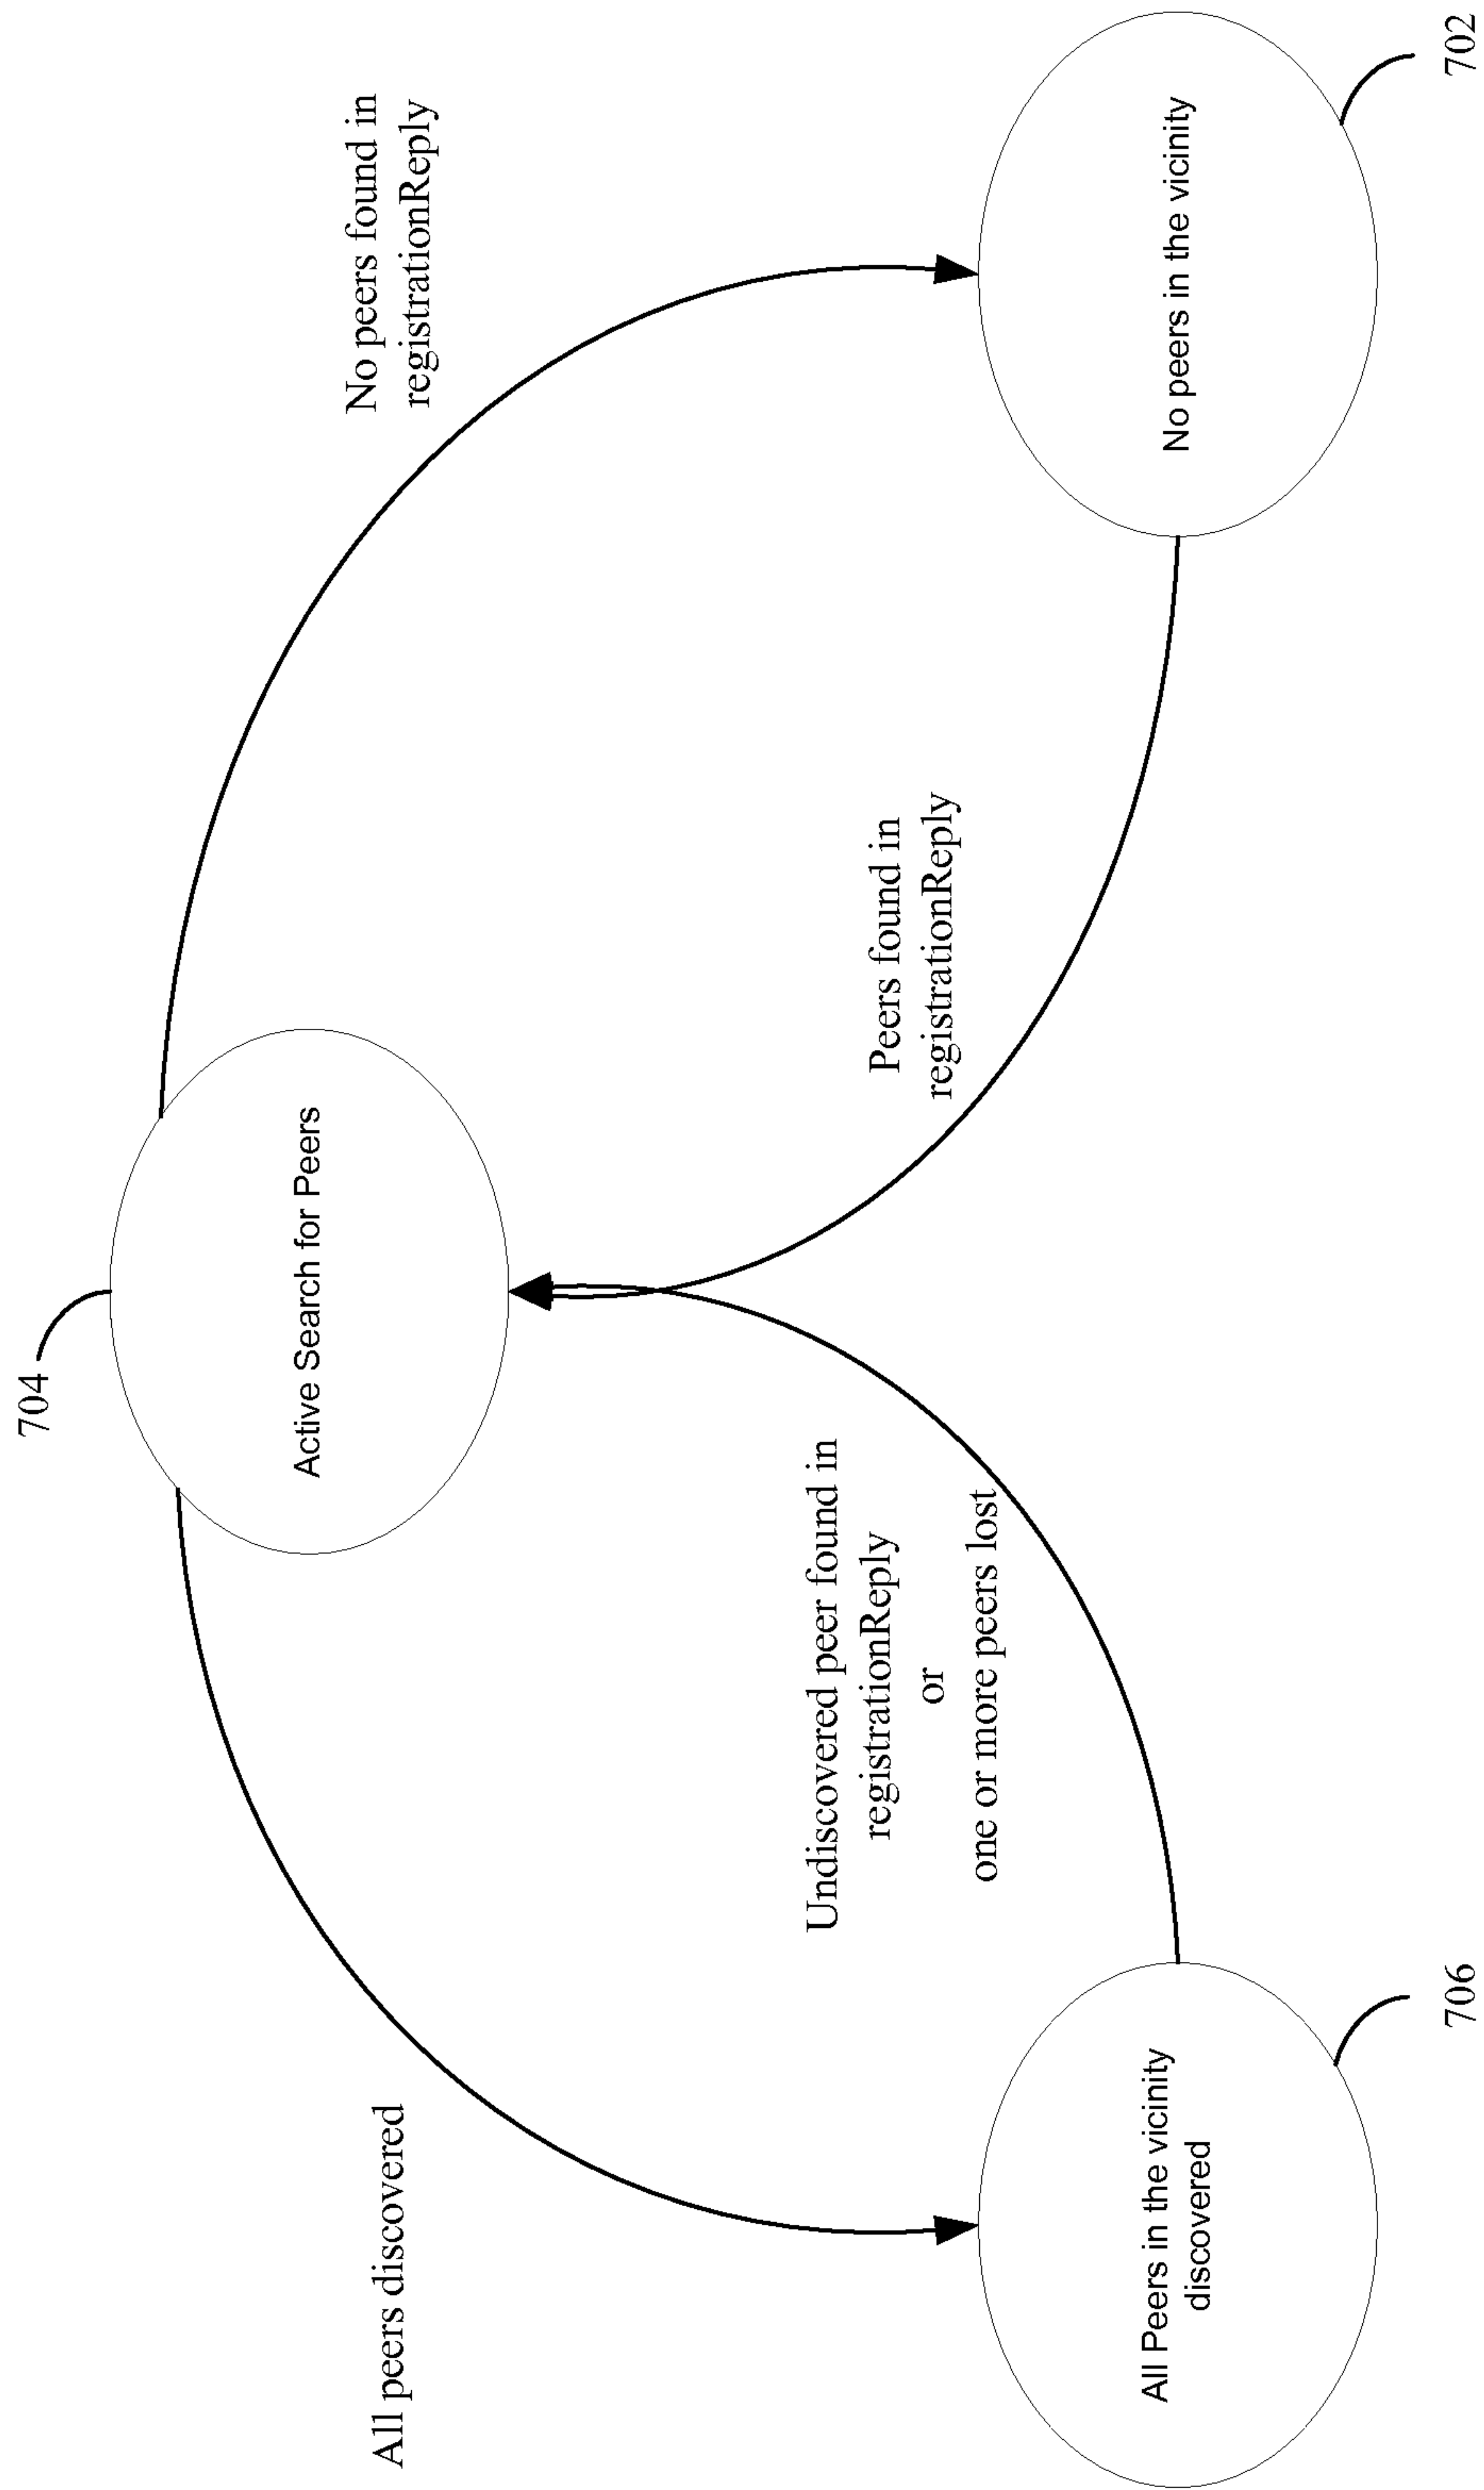 704
Active Search for Peers
All peers discovered
No peers found in
registrationReply
Undiscovered peer found in
registrationReply
or
one or more peers lost
Peers found in
registrationReply
All Peers in the vicinity
discovered
706
No peers in the vicinity
702